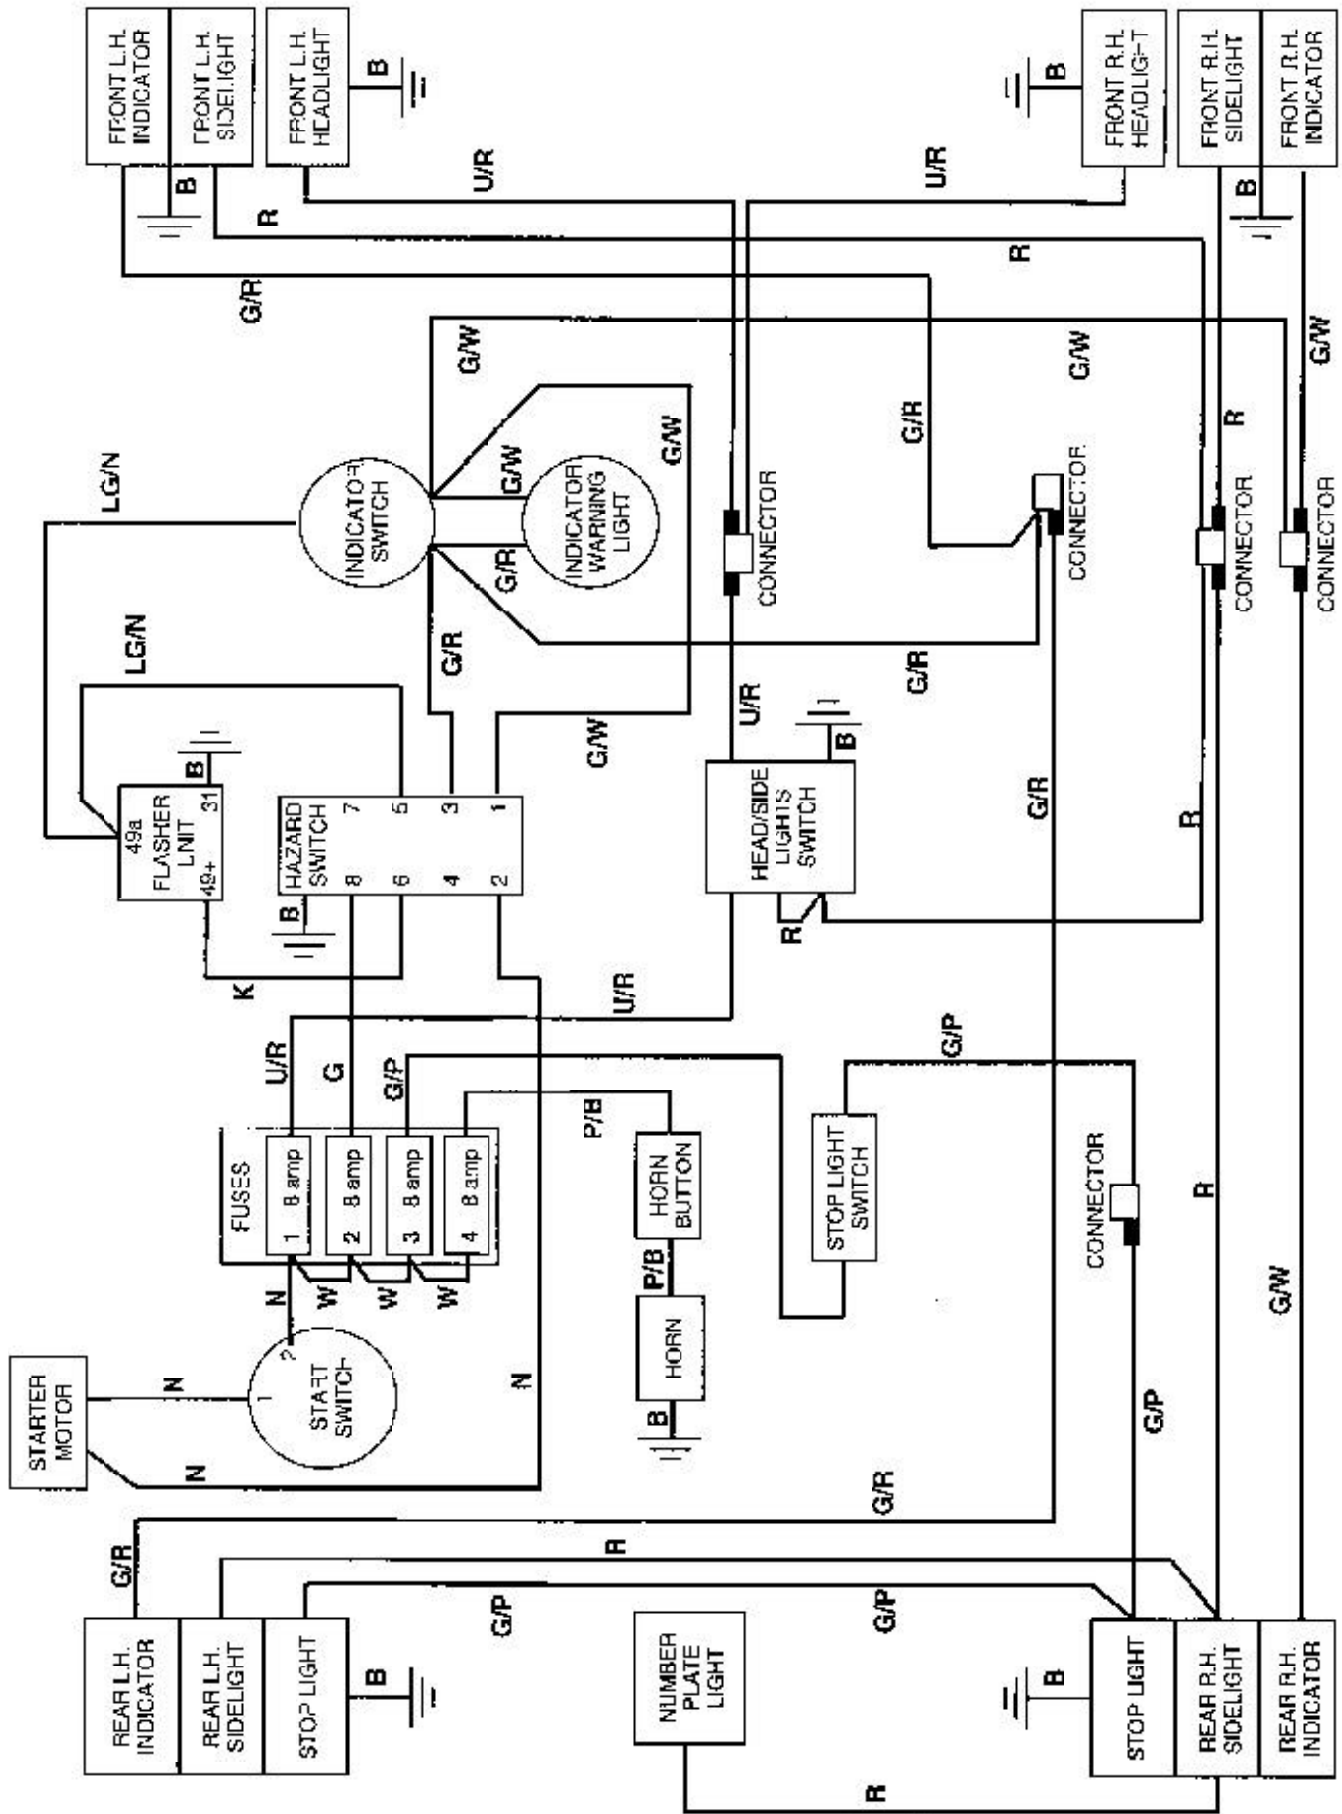 REAR L.H.
INDICATOR
REAR L.H.
SIDELIGHT
STOP LIGHT
B
G/R
R
G/P
STARTER
MOTOR
N
N
START
SWITCH
1
2
N
N
FUSES
1 8 amp
2 8 amp
3 8 amp
4 8 amp
W
W
W
U/R
G
G/P
P/B
K
FLASHER
UNIT
49a
49+
31
B
LG/N
LG/N
HAZARD
SWITCH
8 7
6 5
4 3
2 1
B
INDICATOR
SWITCH
G/R
G/W
G/R
G/W
INDICATOR
WARNING
LIGHT
G/W
G/W
G/R
FRONT L.H.
INDICATOR
FRONT L.H.
SIDELIGHT
FRONT L.H.
HEADLIGHT
B
B
G/R
R
U/R
NUMBER
PLATE
LIGHT
R
B
HORN
P/B
HORN
BUTTON
U/R
HEAD/SIDE
LIGHTS
SWITCH
R
B
U/R
CONNECTOR
U/R
G/P
G/R
STOP LIGHT
SWITCH
G/P
G/R
G/R
G/R
CONNECTOR
G/W
R
B
STOP LIGHT
REAR R.H.
SIDELIGHT
REAR R.H.
INDICATOR
G/P
CONNECTOR
R
G/W
R
CONNECTOR
CONNECTOR
R
G/W
B
FRONT R.H.
HEADLIGHT
B
FRONT R.H.
SIDELIGHT
FRONT R.H.
INDICATOR